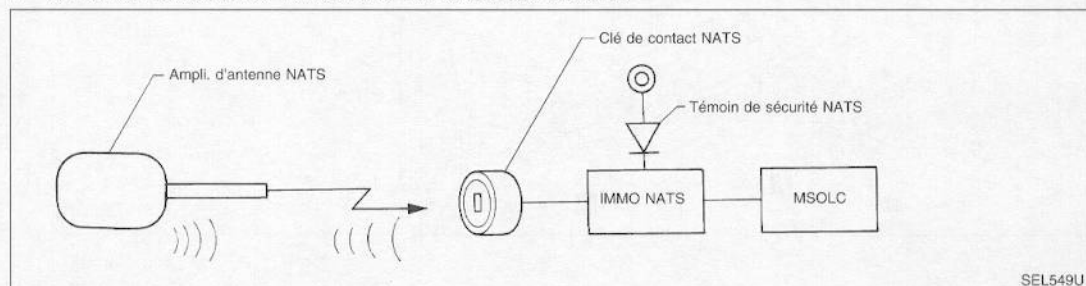 Clé de contact NATS
Ampli. d'antenne NATS
Témoin de sécurité NATS
IMMO NATS
MSOLC
SEL549U